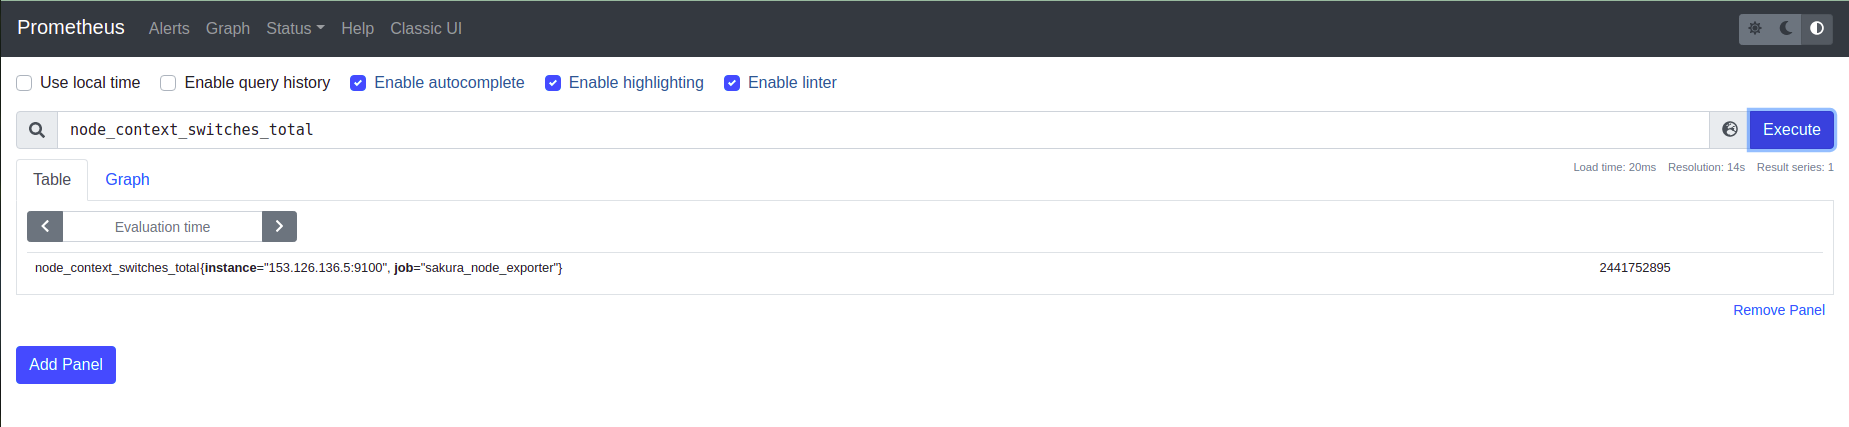 Prometheus Alerts Graph Status Help Classic UI
Use local time Enable query history Enable autocomplete Enable highlighting Enable linter
node_context_switches_total Execute
Table Graph Load time: 20ms Resolution: 14s Result series: 1
Evaluation time
node_context_switches_total{instance="153.126.136.5:9100", job="sakura_node_exporter"} 2441752895
Remove Panel
Add Panel